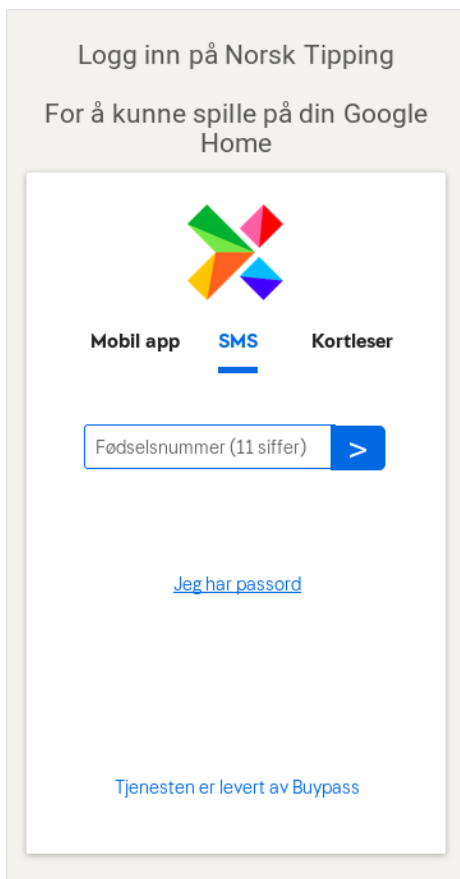 Logg inn på Norsk Tipping
For å kunne spille på din Google
Home
Mobil app SMS Kortleser
Fødselsnummer (11 siffer) >
Jeg har passord
Tjenesten er levert av Buypass